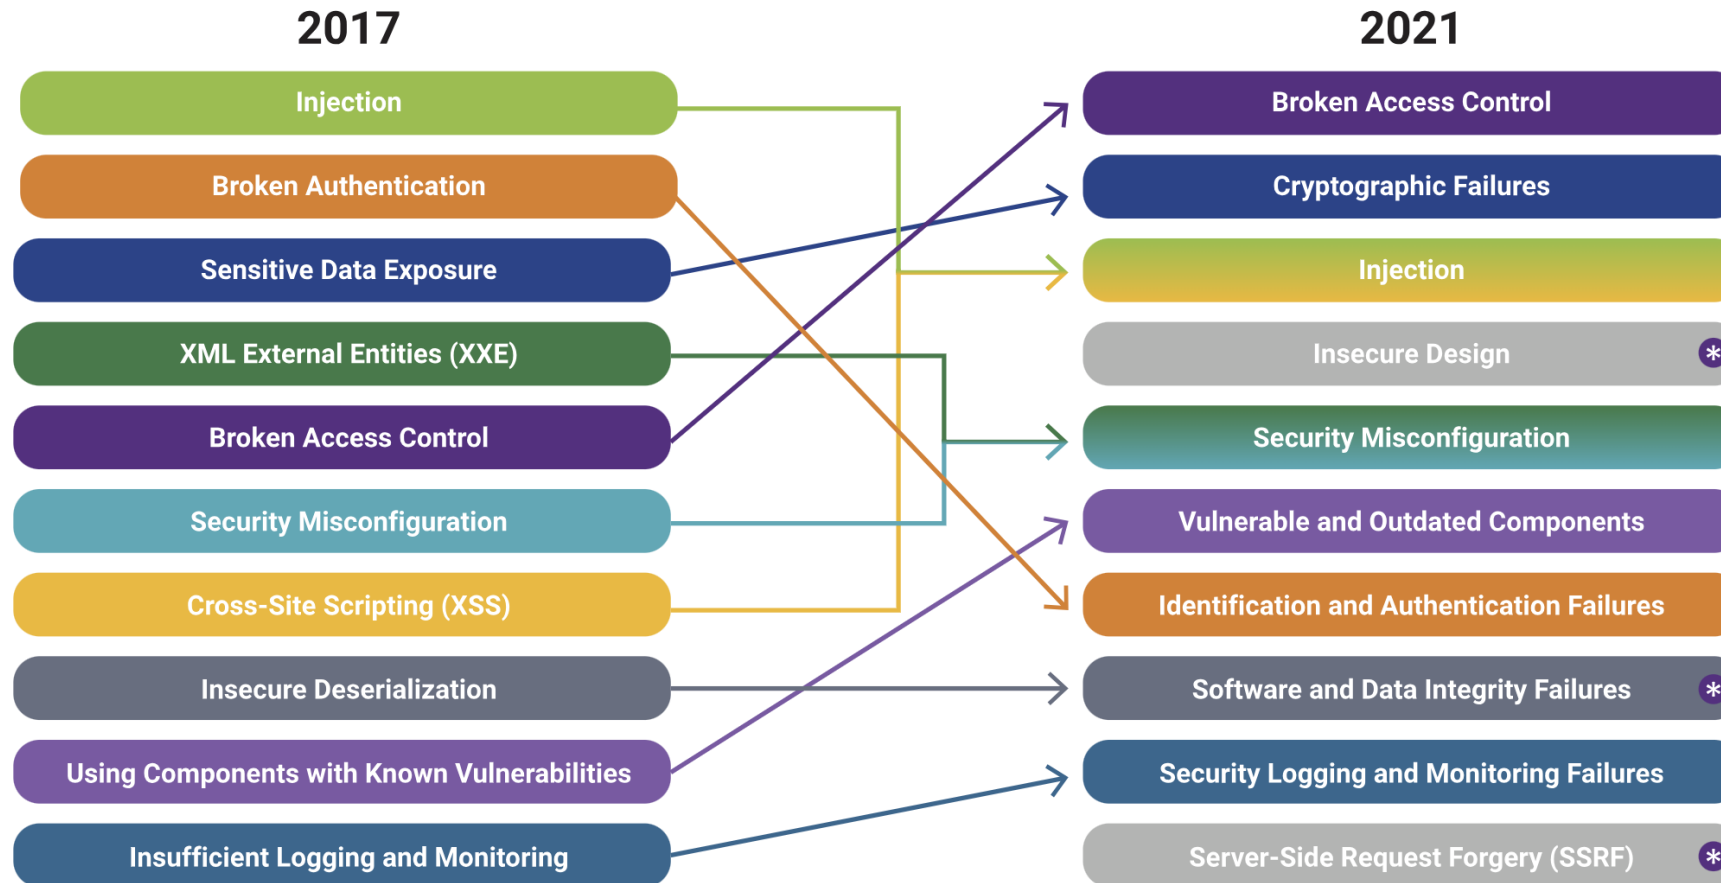 2017
Injection
Broken Authentication
Sensitive Data Exposure
XML External Entities (XXE)
Broken Access Control
Security Misconfiguration
Cross-Site Scripting (XSS)
Insecure Deserialization
Using Components with Known Vulnerabilities
Insufficient Logging and Monitoring
2021
Broken Access Control
Cryptographic Failures
Injection
Insecure Design *
Security Misconfiguration
Vulnerable and Outdated Components
Identification and Authentication Failures
Software and Data Integrity Failures *
Security Logging and Monitoring Failures
Server-Side Request Forgery (SSRF) *